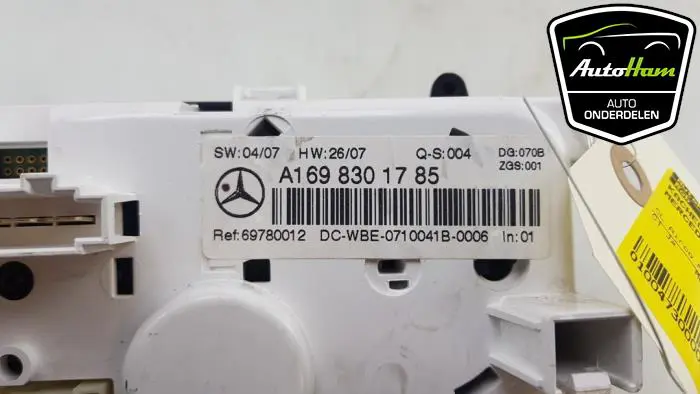 AUTOHAM
AUTO
ONDERDELEN
SW:04/07 HW:26/07 Q-S:004 DG:070B
ZGS:001
A169 830 17 85
Ref:69780012 DC-WBE-0710041B-0006 In:01